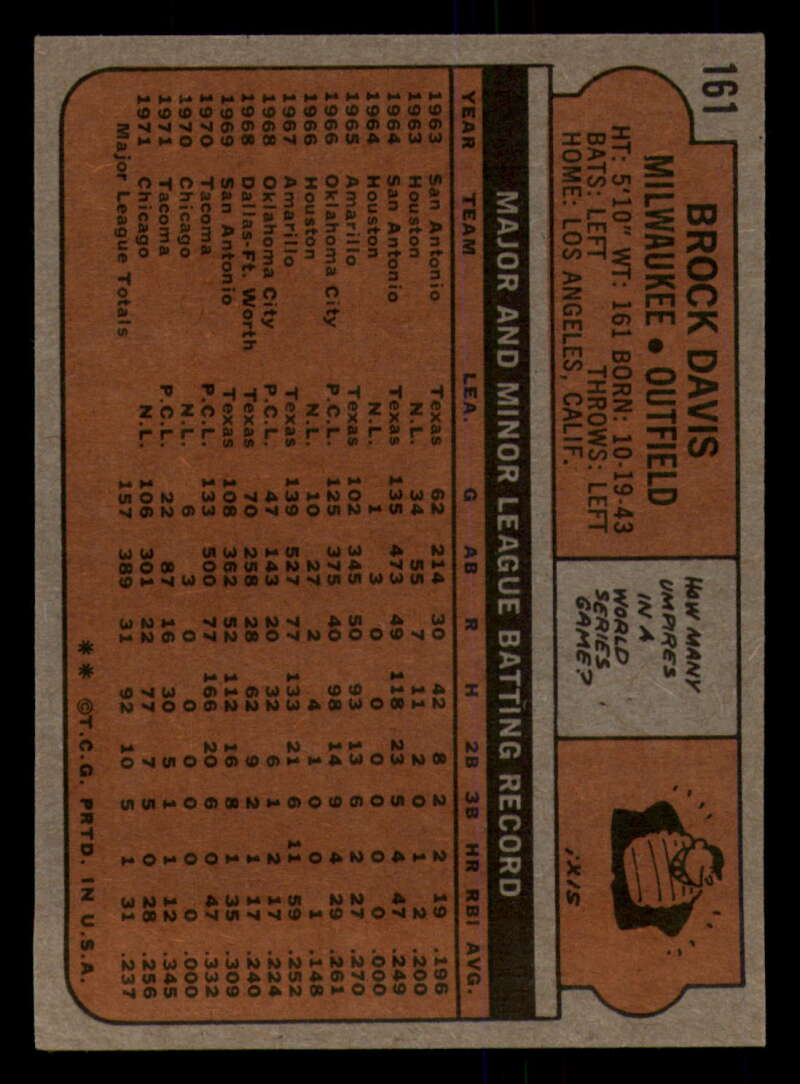 161
BROCK DAVIS
MILWAUKEE • OUTFIELD
HT: 5'10" WT: 161 BORN: 10-19-43
BATS: LEFT THROWS: LEFT
HOME: LOS ANGELES, CALIF.
HOW MANY
UMPIRES
IN A
WORLD
SERIES
GAME?
SIX!
MAJOR AND MINOR LEAGUE BATTING RECORD
YEAR TEAM LEA. G AB R H 2B 3B HR RBI AVG.
1963 San Antonio Texas 62 214 30 42 8 2 2 19 .196
1963 Houston N.L. 34 55 7 11 2 0 1 2 .200
1964 San Antonio Texas 135 473 49 118 23 5 4 47 .249
1964 Houston N.L. 1 3 0 0 0 0 0 0 .000
1965 Amarillo Texas 102 345 50 93 13 6 2 27 .270
1966 Oklahoma City P.C.L. 125 375 40 98 14 9 4 29 .261
1966 Houston N.L. 10 27 2 4 1 0 0 1 .148
1967 Amarillo Texas 139 527 77 133 21 6 11 59 .252
1968 Oklahoma City P.C.L. 47 143 20 32 6 1 2 17 .224
1968 Dallas-Ft. Worth Texas 70 258 28 62 9 2 1 17 .240
1969 San Antonio Texas 108 362 52 112 16 8 1 35 .309
1970 Tacoma P.C.L. 133 500 77 166 20 6 0 47 .332
1970 Chicago N.L. 6 3 0 0 0 0 0 0 .000
1971 Tacoma P.C.L. 22 87 16 30 5 1 1 12 .345
1971 Chicago N.L. 106 301 22 77 7 5 0 28 .256
Major League Totals 157 389 31 92 10 5 1 31 .237
** ©T.C.G. PRTD. IN U.S.A.